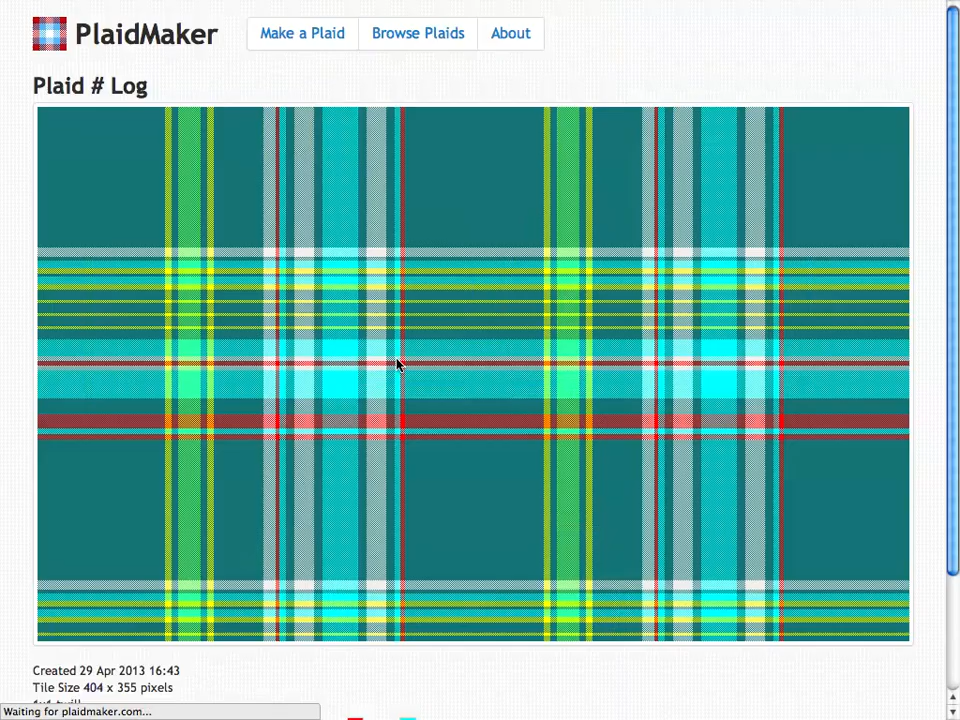 PlaidMaker
Make a Plaid
Browse Plaids
About
Plaid # Log
Created 29 Apr 2013 16:43
Tile Size 404 x 355 pixels
Waiting for plaidmaker.com...